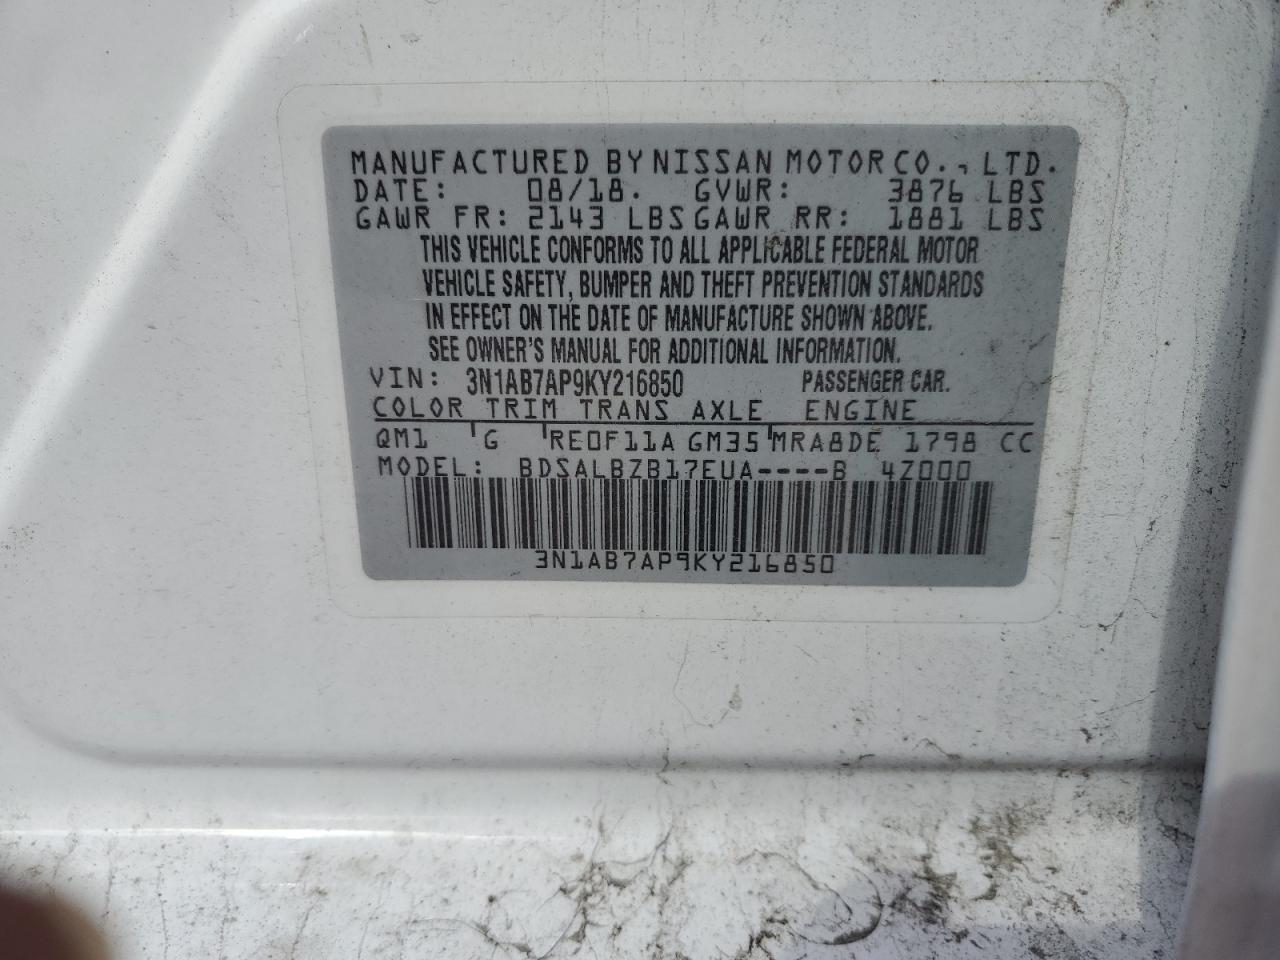 MANUFACTURED BY NISSAN MOTOR CO., LTD.
DATE: 08/18. GVWR: 3876 LBS
GAWR FR: 2143 LBS GAWR RR: 1881 LBS
THIS VEHICLE CONFORMS TO ALL APPLICABLE FEDERAL MOTOR
VEHICLE SAFETY, BUMPER AND THEFT PREVENTION STANDARDS
IN EFFECT ON THE DATE OF MANUFACTURE SHOWN ABOVE.
SEE OWNER'S MANUAL FOR ADDITIONAL INFORMATION.
VIN: 3N1AB7AP9KY216850 PASSENGER CAR.
COLOR TRIM TRANS AXLE ENGINE
QM1 G RE0F11A GM35 MRA8DE 1798 CC
MODEL: BDSALBZB17EUA----B 4Z000
3N1AB7AP9KY216850